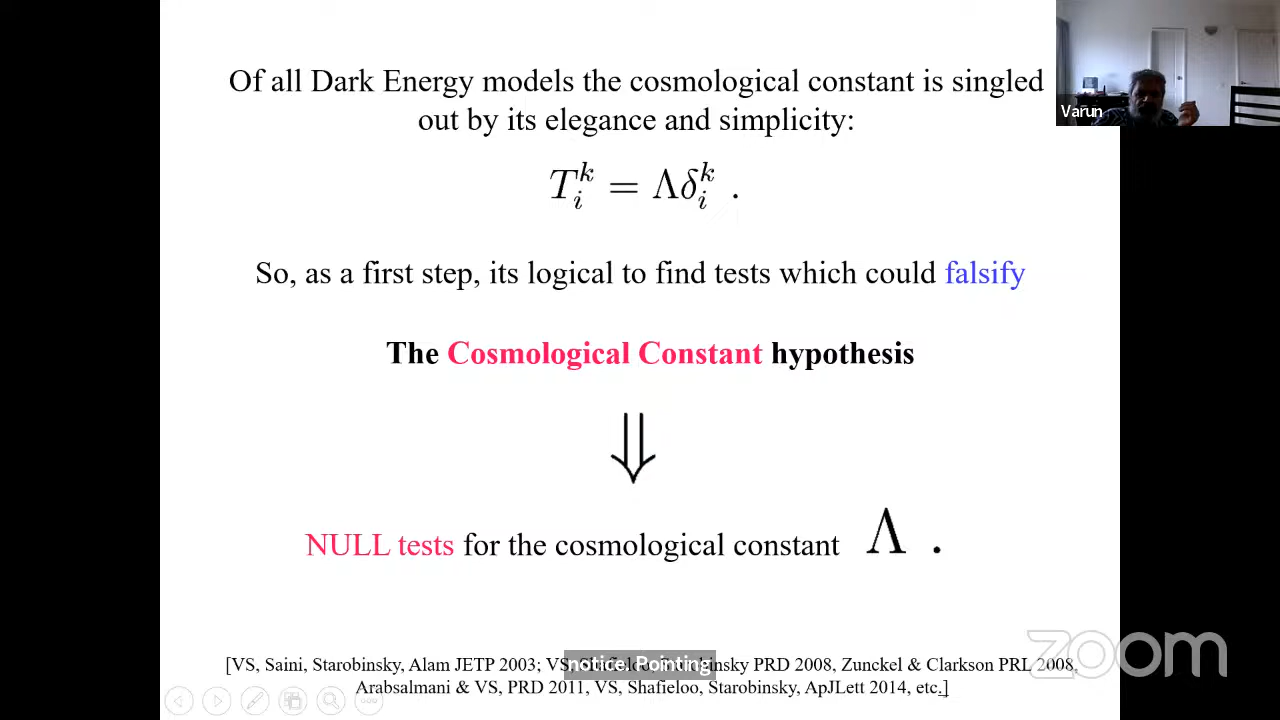 Of all Dark Energy models the cosmological constant is singled
out by its elegance and simplicity:
T_i^k = Λδ_i^k .
So, as a first step, its logical to find tests which could falsify
The Cosmological Constant hypothesis
⇓
NULL tests for the cosmological constant Λ .
[VS, Saini, Starobinsky, Alam JETP 2003; VS, PRD 2008, Zunckel & Clarkson PRL 2008,
Arabsalmani & VS, PRD 2011, VS, Shafieloo, Starobinsky, ApJLett 2014, etc.]
notice. Pointing
Varun
zoom